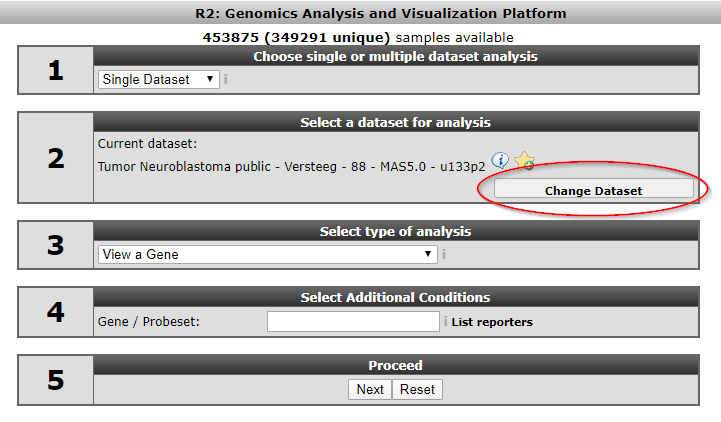 R2: Genomics Analysis and Visualization Platform
453875 (349291 unique) samples available
1
Choose single or multiple dataset analysis
Single Dataset
2
Select a dataset for analysis
Current dataset:
Tumor Neuroblastoma public - Versteeg - 88 - MAS5.0 - u133p2
Change Dataset
3
Select type of analysis
View a Gene
4
Select Additional Conditions
Gene / Probeset: List reporters
5
Proceed
Next Reset